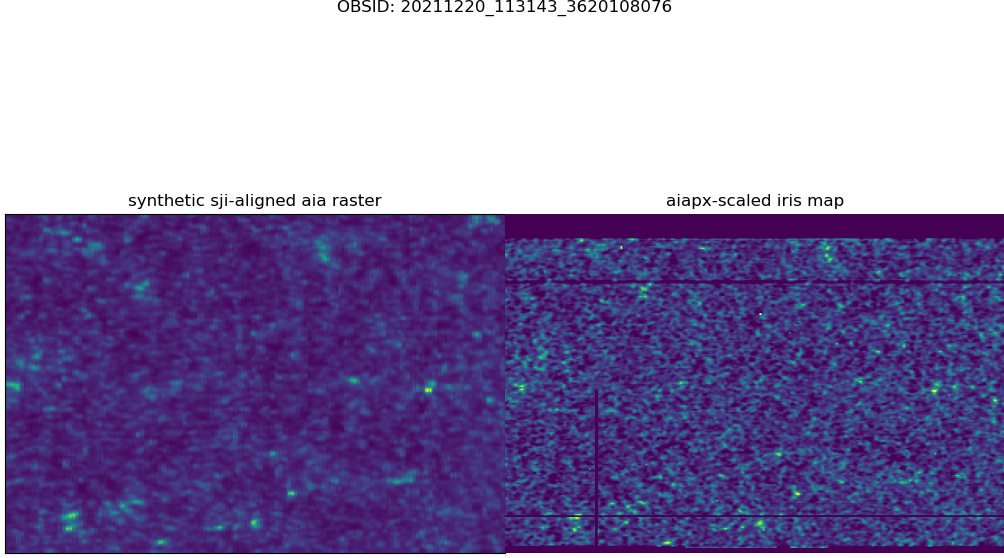 OBSID: 20211220_113143_3620108076
synthetic sji-aligned aia raster
aiapx-scaled iris map